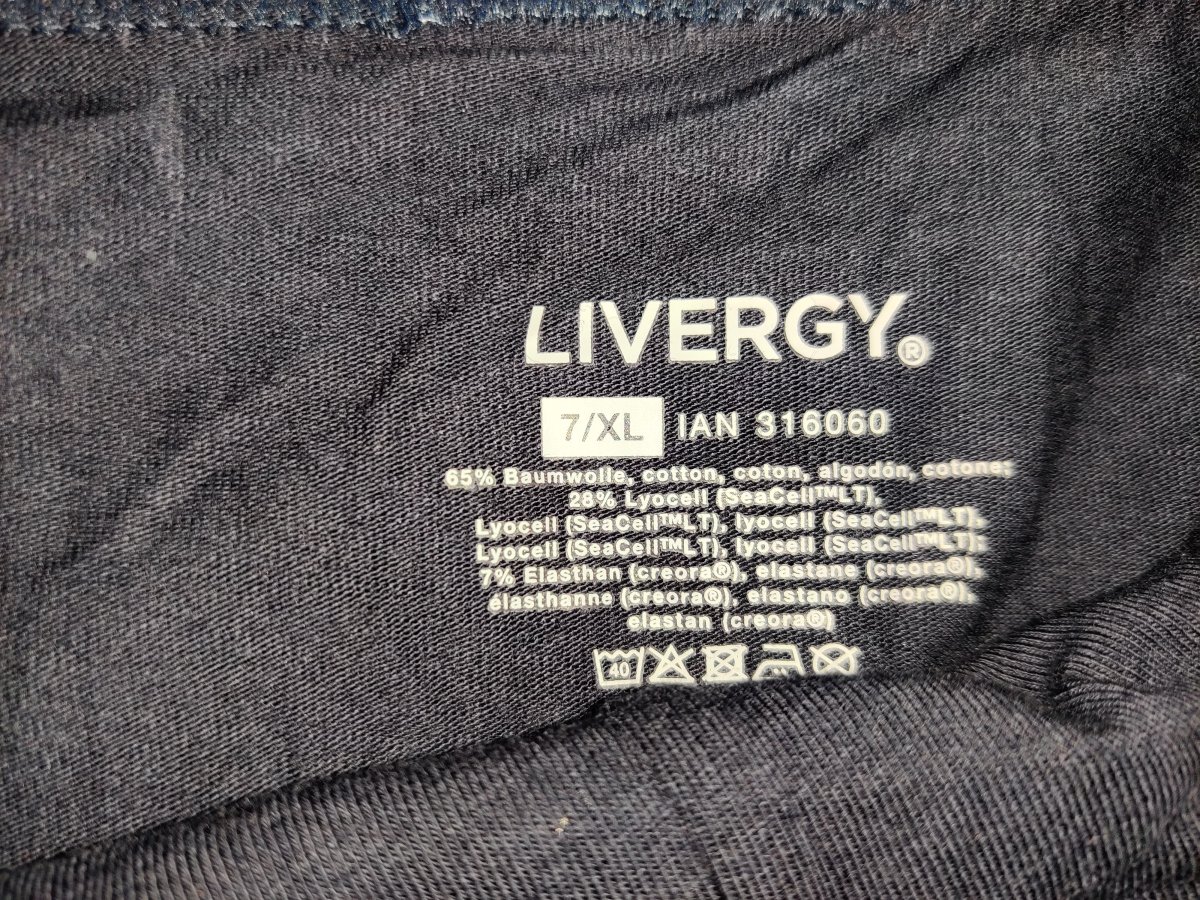 LIVERGY®
7/XL IAN 316060
65% Baumwolle, cotton, coton, algodón, cotone;
28% Lyocell (SeaCell™LT),
Lyocell (SeaCell™LT), lyocell (SeaCell™LT),
Lyocell (SeaCell™LT), lyocell (SeaCell™LT);
7% Elasthan (creora®), elastane (creora®),
élasthanne (creora®), elastano (creora®),
elastan (creora®)
40